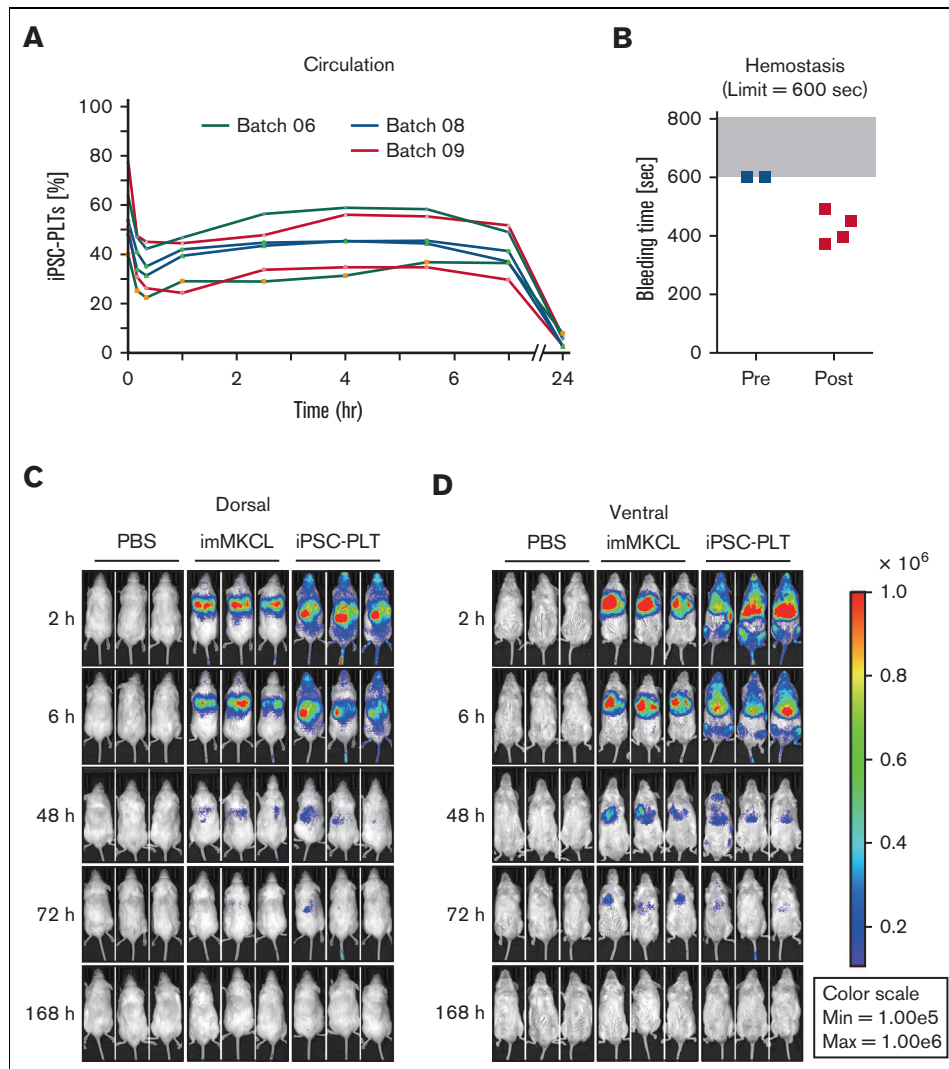 A
Circulation
100
80
60
40
20
0
iPSC-PLTs [%]
Batch 06
Batch 08
Batch 09
0 2 4 6 24
Time (hr)
B
Hemostasis
(Limit = 600 sec)
800
600
400
200
0
Bleeding time [sec]
Pre Post
C
Dorsal
PBS imMKCL iPSC-PLT
2 h
6 h
48 h
72 h
168 h
D
Ventral
PBS imMKCL iPSC-PLT
2 h
6 h
48 h
72 h
168 h
× 10⁶
1.0
0.8
0.6
0.4
0.2
Color scale
Min = 1.00e5
Max = 1.00e6